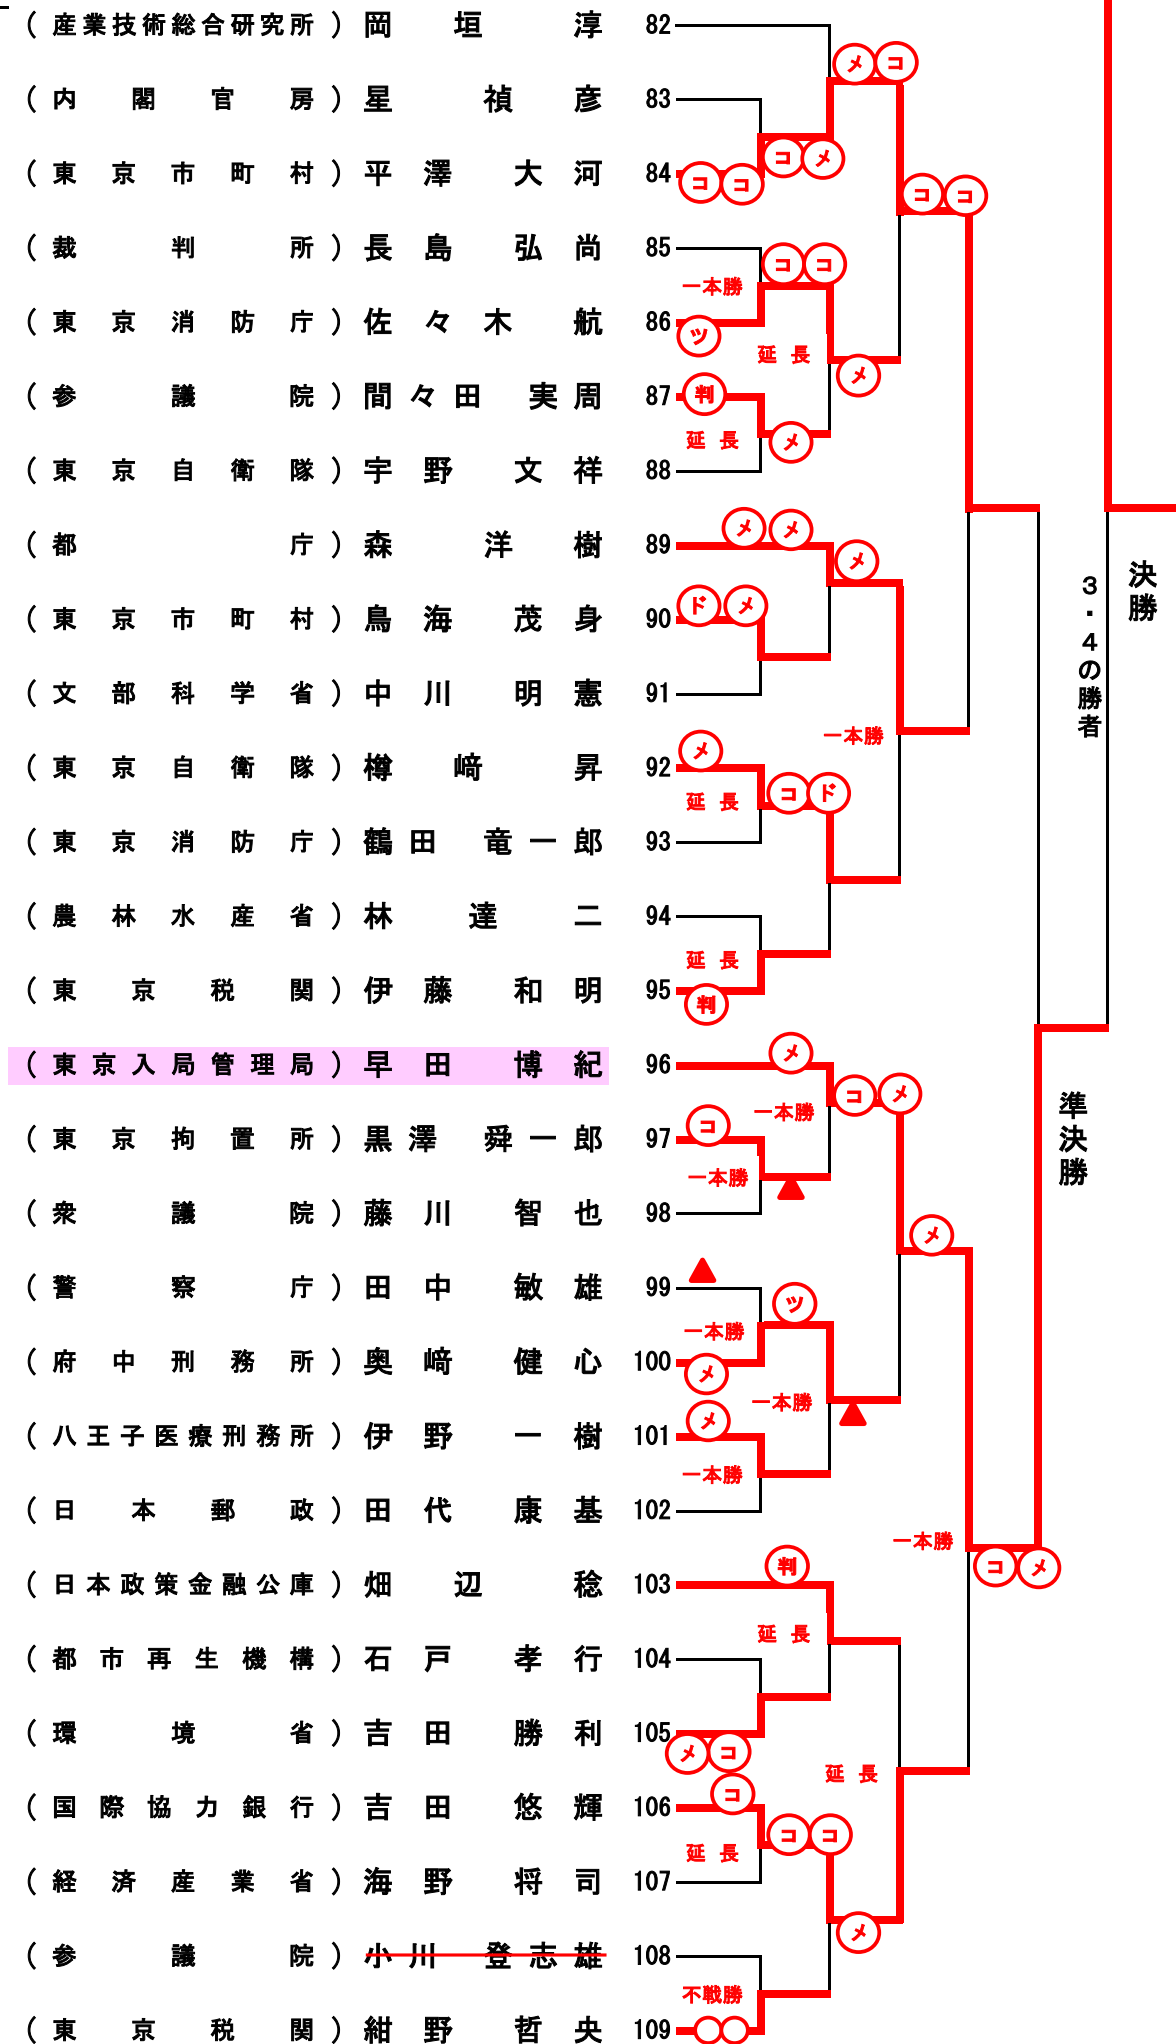 （産業技術総合研究所）岡垣淳 82
（内閣官房）星禎彦 83
（東京市町村）平澤大河 84
（裁判所）長島弘尚 85
（東京消防庁）佐々木航 86
（参議院）間々田実周 87
（東京自衛隊）宇野文祥 88
（都庁）森洋樹 89
（東京市町村）鳥海茂身 90
（文部科学省）中川明憲 91
（東京自衛隊）樽﨑昇 92
（東京消防庁）鶴田竜一郎 93
（農林水産省）林達二 94
（東京税関）伊藤和明 95
（東京入局管理局）早田博紀 96
（東京拘置所）黒澤舜一郎 97
（衆議院）藤川智也 98
（警察庁）田中敏雄 99
（府中刑務所）奥﨑健心 100
（八王子医療刑務所）伊野一樹 101
（日本郵政）田代康基 102
（日本政策金融公庫）畑辺稔 103
（都市再生機構）石戸孝行 104
（環境省）吉田勝利 105
（国際協力銀行）吉田悠輝 106
（経済産業省）海野将司 107
（参議院）小川登志雄 108
（東京税関）紺野哲央 109
メ コ
コ メ
コ コ
コ コ
コ コ
一本勝
ツ
延長
メ
判
延長
メ
メ メ
メ
ド メ
一本勝
メ
延長
コ ド
延長
判
メ
コ メ
一本勝
コ
一本勝
▲
メ
▲
ツ
一本勝
メ
一本勝
▲
メ
一本勝
一本勝
コ メ
判
延長
メ コ
延長
コ
コ コ
延長
メ
不戦勝
決勝
３・４の勝者
準決勝